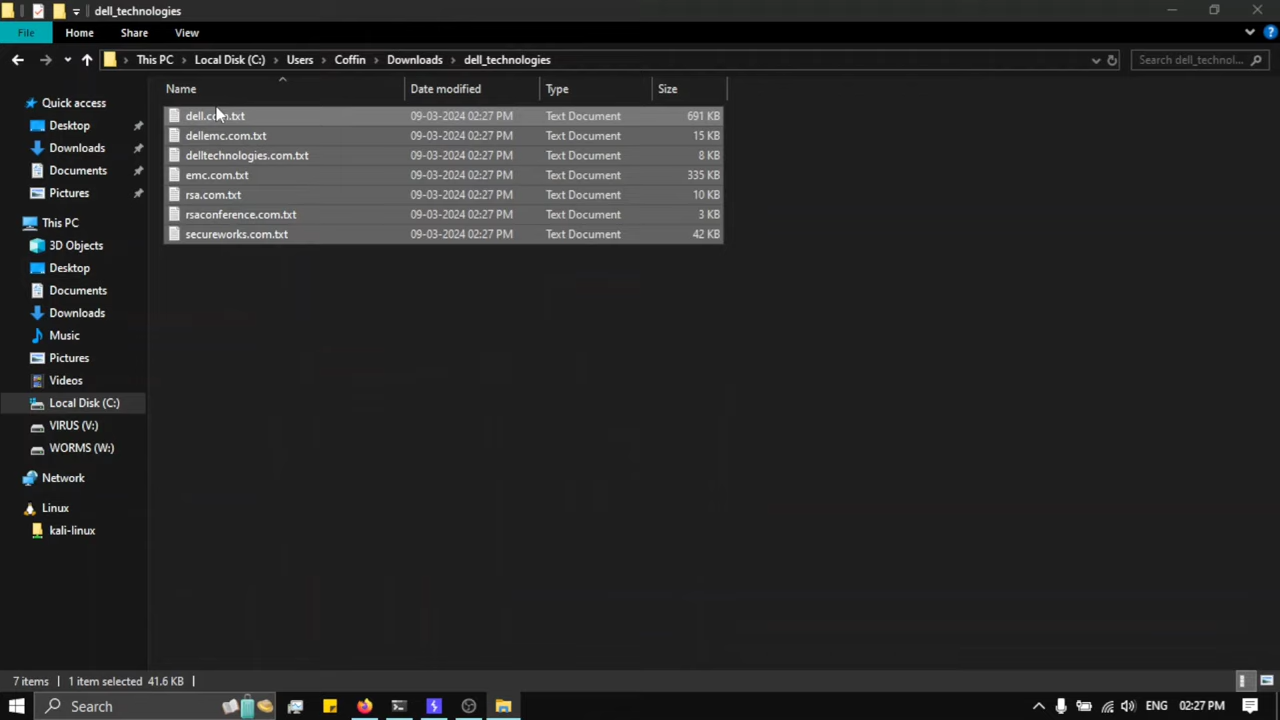 dell_technologies
File Home Share View
This PC Local Disk (C:) Users Coffin Downloads dell_technologies Search dell_technol...
Name Date modified Type Size
Quick access
Desktop
Downloads
Documents
Pictures
This PC
3D Objects
Desktop
Documents
Downloads
Music
Pictures
Videos
Local Disk (C:)
VIRUS (V:)
WORMS (W:)
Network
Linux
kali-linux
dell.com.txt 09-03-2024 02:27 PM Text Document 691 KB
dellemc.com.txt 09-03-2024 02:27 PM Text Document 15 KB
delltechnologies.com.txt 09-03-2024 02:27 PM Text Document 8 KB
emc.com.txt 09-03-2024 02:27 PM Text Document 335 KB
rsa.com.txt 09-03-2024 02:27 PM Text Document 10 KB
rsaconference.com.txt 09-03-2024 02:27 PM Text Document 3 KB
secureworks.com.txt 09-03-2024 02:27 PM Text Document 42 KB
7 items 1 item selected 41.6 KB
Search ENG 02:27 PM